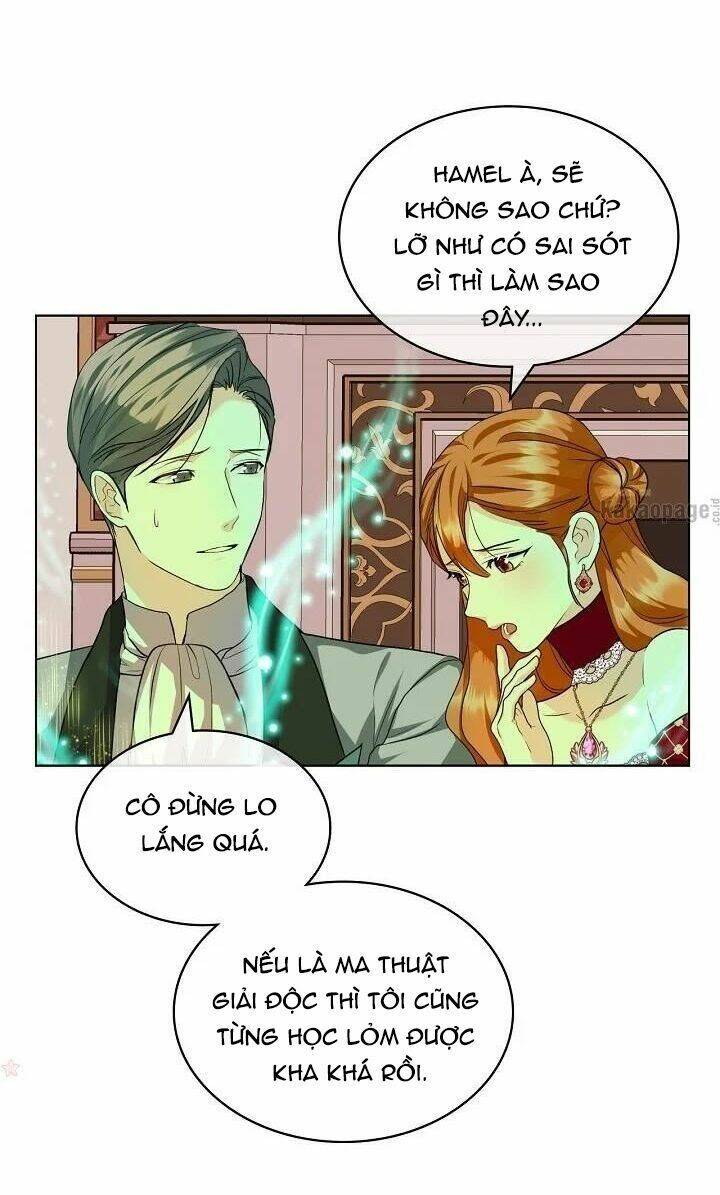 HAMEL À, SẼ
KHÔNG SAO CHỨ?
LỠ NHƯ CÓ SAI SÓT
GÌ THÌ LÀM SAO
ĐÂY...
kakaopage
CÔ ĐỪNG LO
LẮNG QUÁ.
NẾU LÀ MA THUẬT
GIẢI ĐỘC THÌ TÔI CŨNG
TỪNG HỌC LỎM ĐƯỢC
KHA KHÁ RỒI.